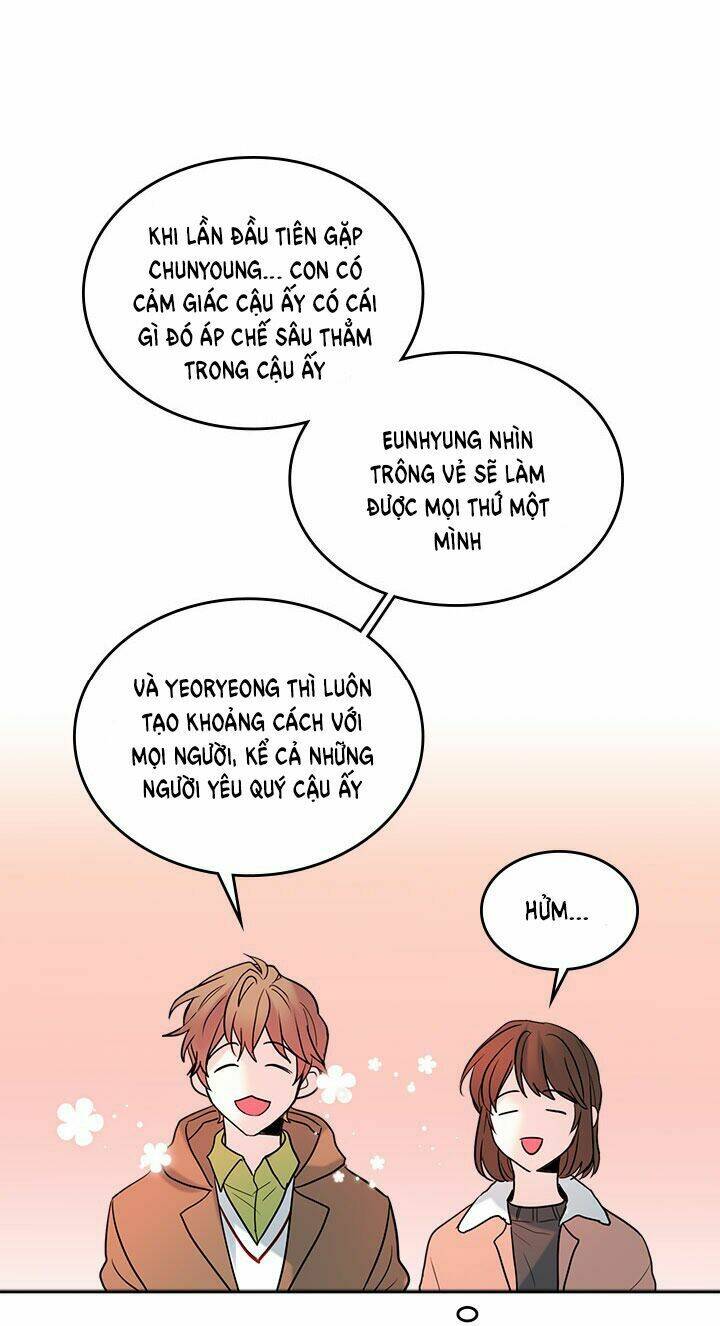 KHI LẦN ĐẦU TIÊN GẶP
CHUNYOUNG... CON CÓ
CẢM GIÁC CẬU ẤY CÓ CÁI
GÌ ĐÓ ÁP CHẾ SÂU THẲM
TRONG CẬU ẤY
EUNHYUNG NHÌN
TRÔNG VẺ SẼ LÀM
ĐƯỢC MỌI THỨ MỘT
MÌNH
VÀ YEORYEONG THÌ LUÔN
TẠO KHOẢNG CÁCH VỚI
MỌI NGƯỜI, KỂ CẢ NHỮNG
NGƯỜI YÊU QUÝ CẬU ẤY
HỬM...